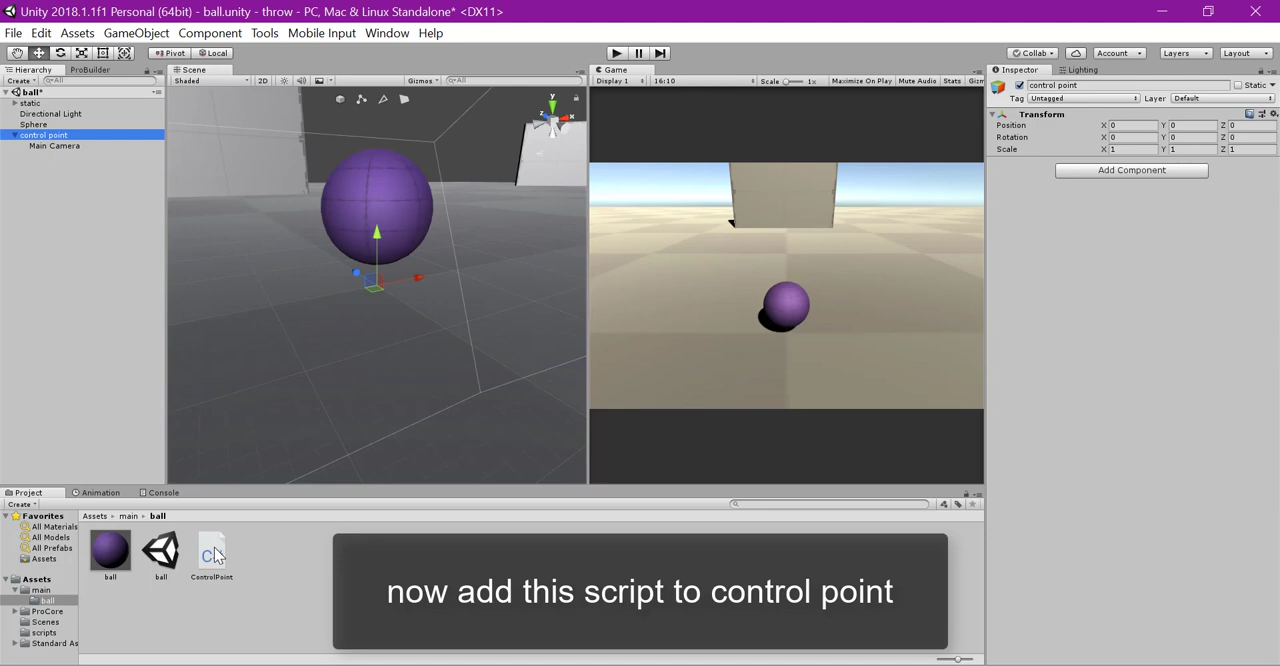 Unity 2018.1.1f1 Personal (64bit) - ball.unity - throw - PC, Mac & Linux Standalone* <DX11>
File Edit Assets GameObject Component Tools Mobile Input Window Help
Pivot Local Collab Account Layers Layout
Hierarchy ProBuilder Scene Game Inspector Lighting
Create All Shaded 2D Gizmos All Display 1 16:10 Scale 1x Maximize On Play Mute Audio Stats Gizm
control point Static
Tag Untagged Layer Default
ball*
static
Directional Light
Sphere
control point
Main Camera
y
x
z
Transform
Position X 0 Y 0 Z 0
Rotation X 0 Y 0 Z 0
Scale X 1 Y 1 Z 1
Add Component
Project Animation Console
Create
Favorites
All Materials
All Models
All Prefabs
Assets
Assets
main
ball
ProCore
Scenes
scripts
Standard As
Assets main ball
ball ball ControlPoint
now add this script to control point